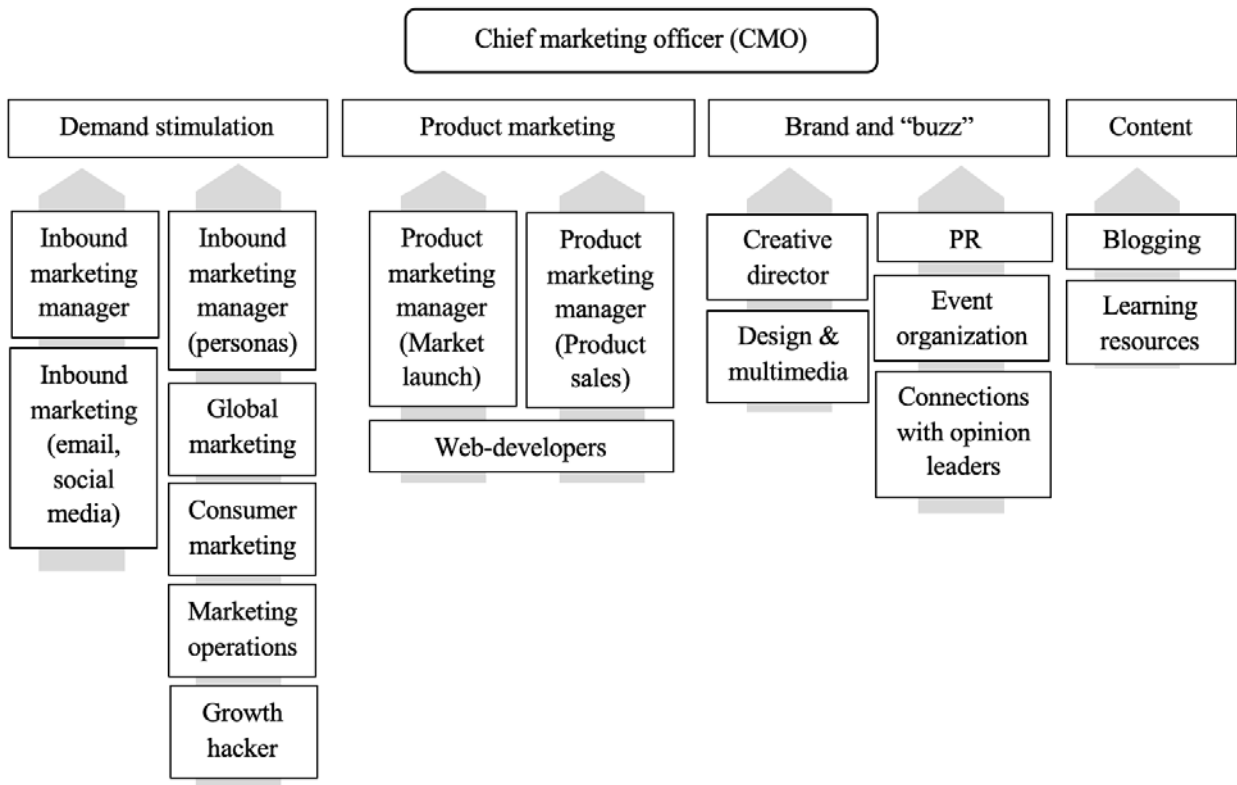 Chief marketing officer (CMO)
Demand stimulation
Product marketing
Brand and “buzz”
Content
Inbound
marketing
manager
Inbound
marketing
(email,
social
media)
Inbound
marketing
manager
(personas)
Global
marketing
Consumer
marketing
Marketing
operations
Growth
hacker
Product
marketing
manager
(Market
launch)
Product
marketing
manager
(Product
sales)
Web-developers
Creative
director
Design &
multimedia
PR
Event
organization
Connections
with opinion
leaders
Blogging
Learning
resources